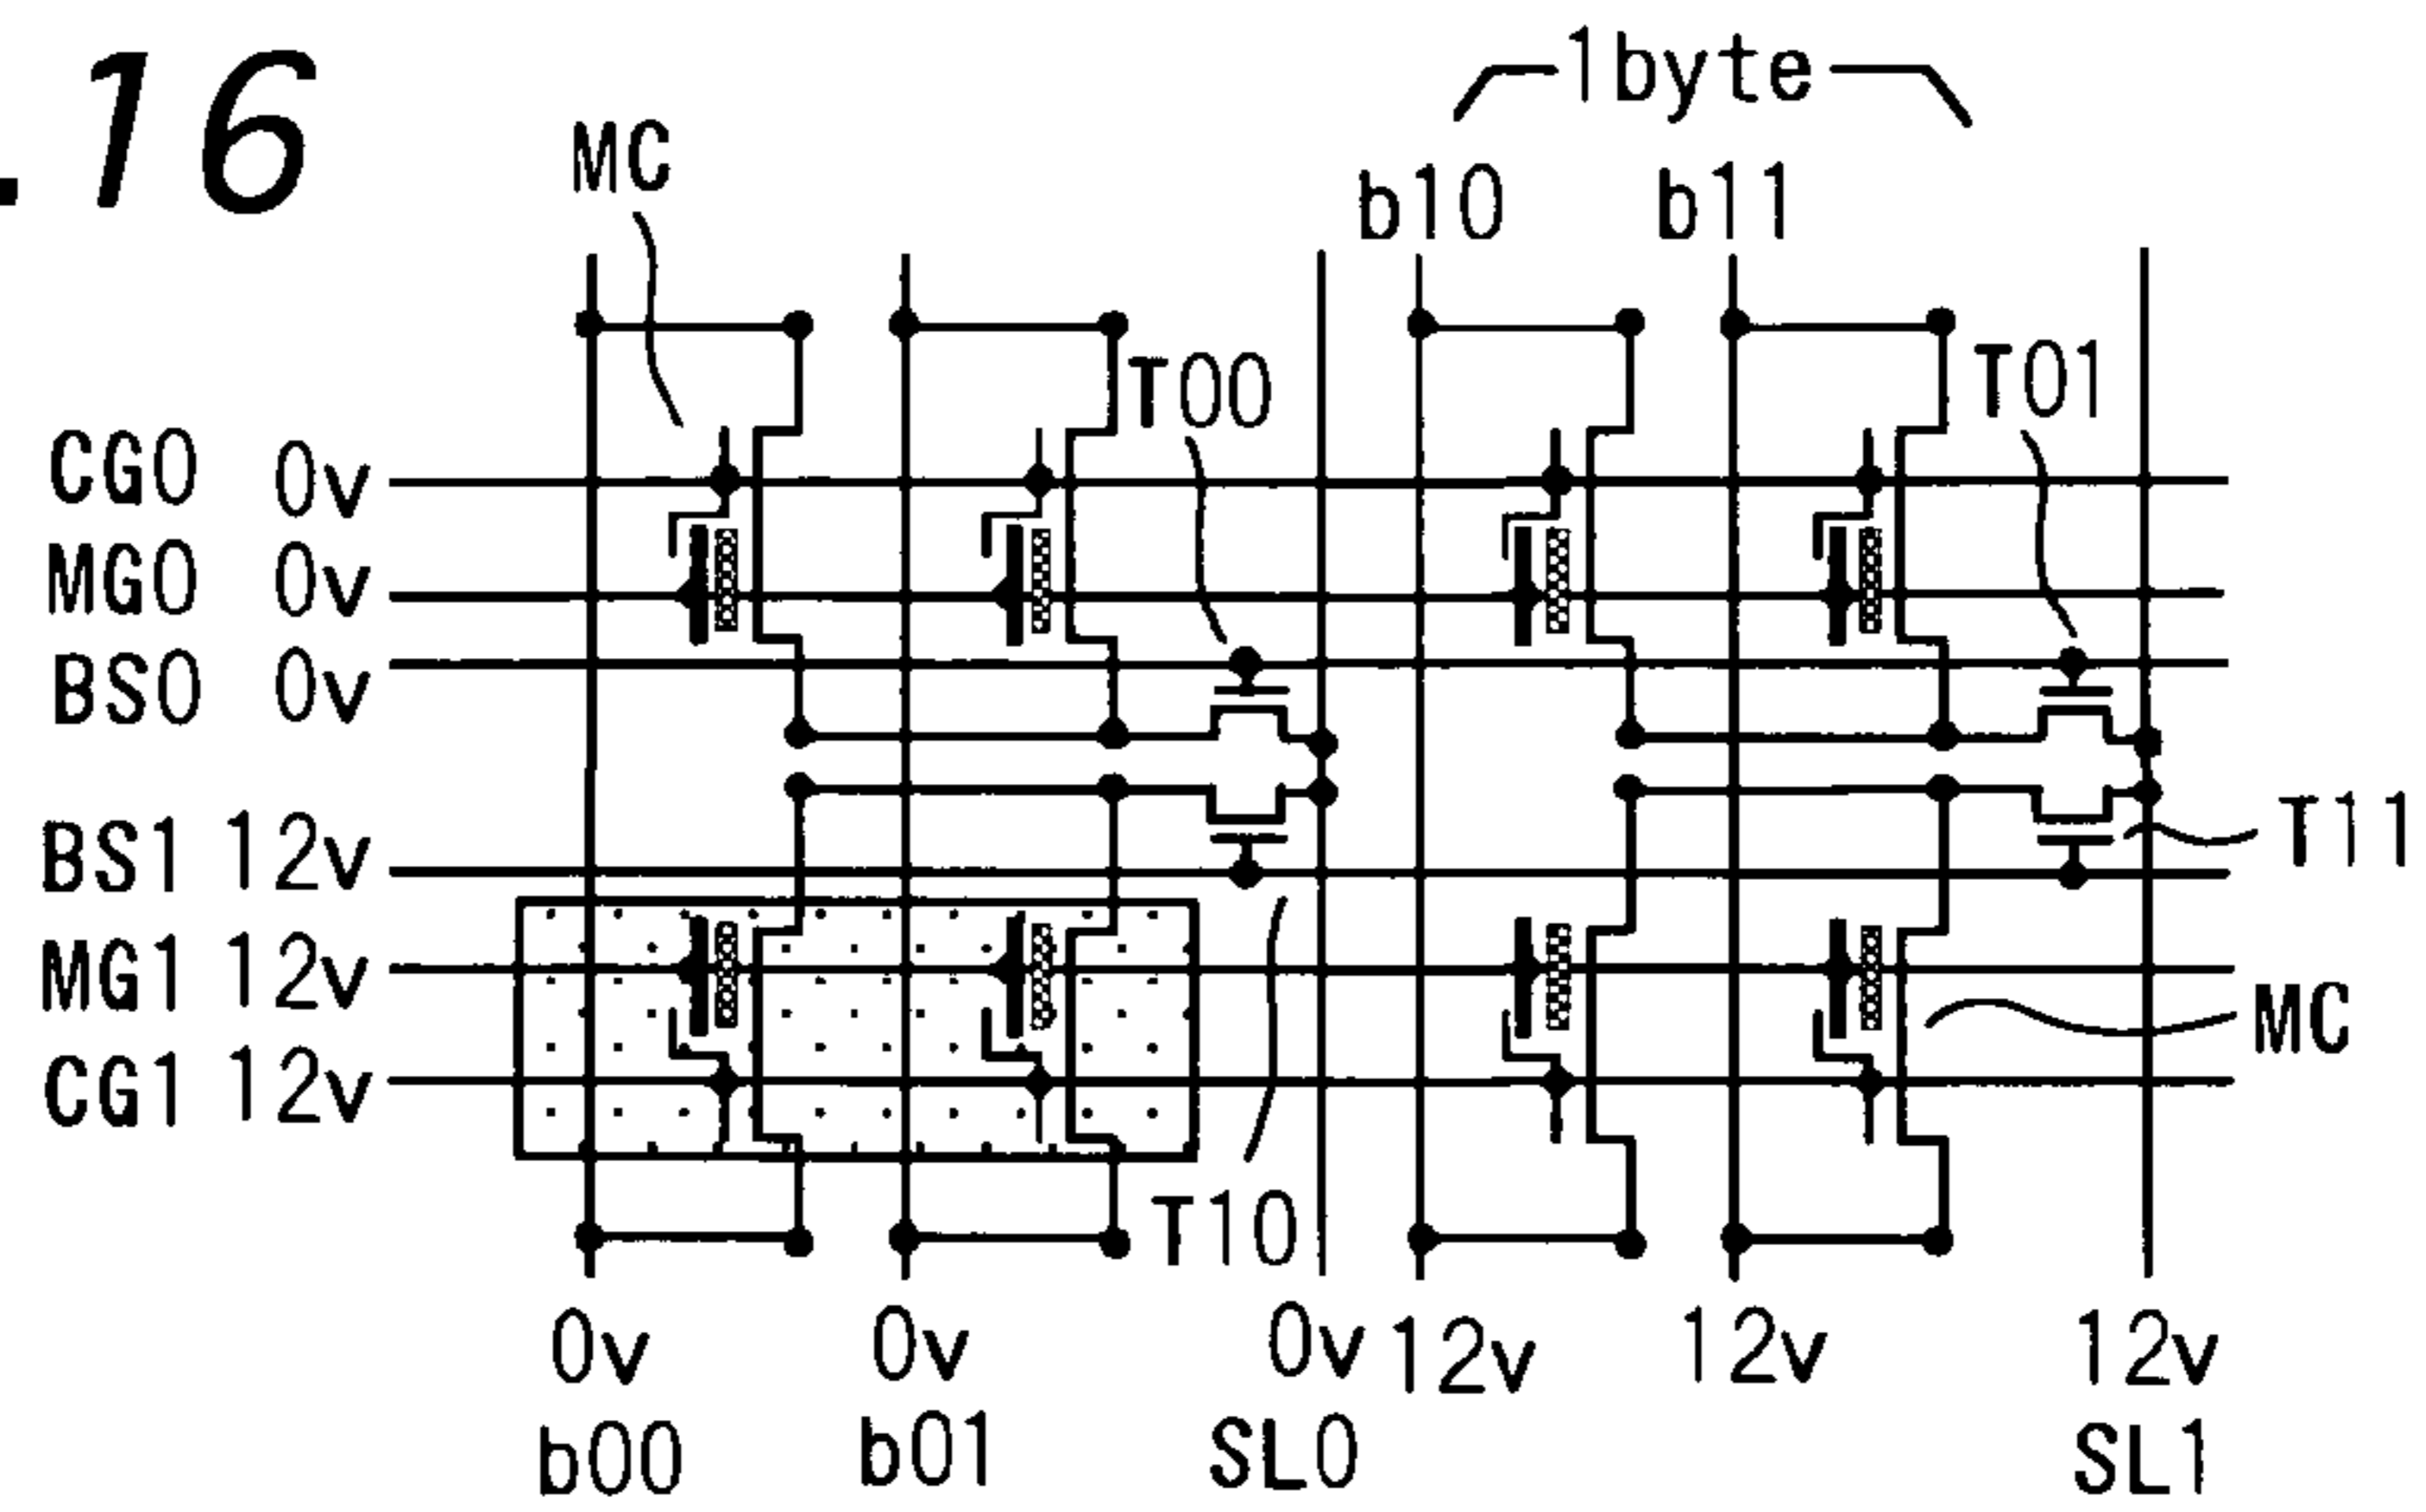 .16
1byte
MC
b10 b11
T00 T01
CG0 0v
MG0 0v
BS0 0v
BS1 12v
T11
MG1 12v
MC
CG1 12v
T10
0v 0v 0v 12v 12v 12v
b00 b01 SL0 SL1